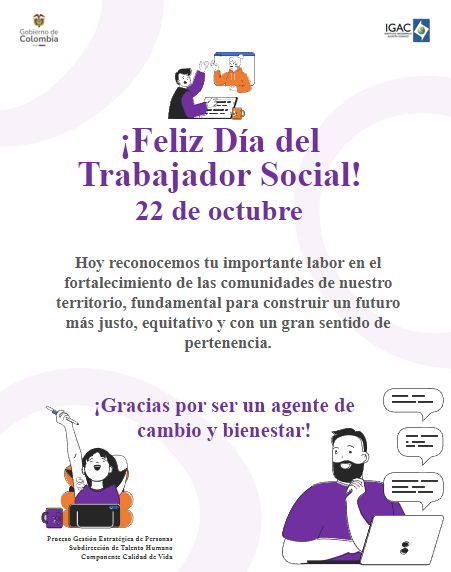 Gobierno de
Colombia
IGAC
¡Feliz Día del
Trabajador Social!
22 de octubre
Hoy reconocemos tu importante labor en el
fortalecimiento de las comunidades de nuestro
territorio, fundamental para construir un futuro
más justo, equitativo y con un gran sentido de
pertenencia.
¡Gracias por ser un agente de
cambio y bienestar!
Proceso Gestión Estratégica de Personas
Subdirección de Talento Humano
Componente Calidad de Vida